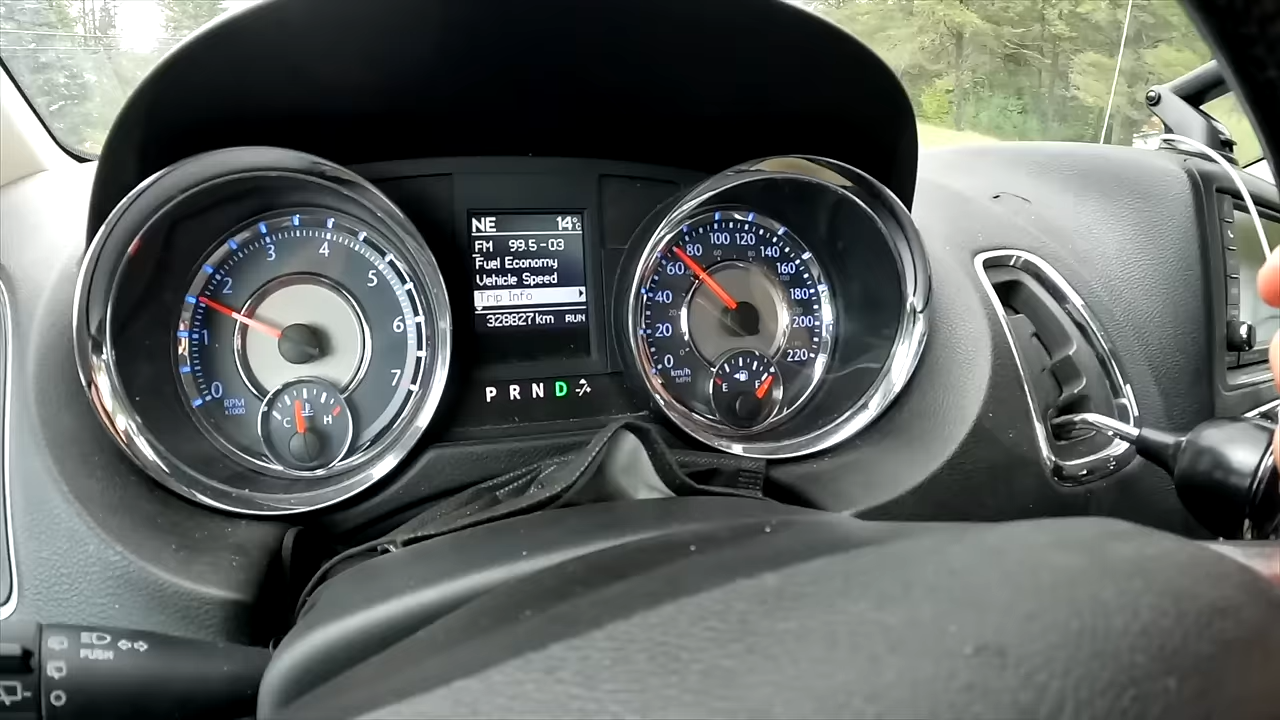 NE 14°C
FM 99.5-03
Fuel Economy
Vehicle Speed
Trip Info
328827 km RUN
P R N D
0 1 2 3 4 5 6 7
RPM
x1000
C H
0 20 40 60 80 100 120 140 160 180 200 220
km/h
MPH
E F
PUSH